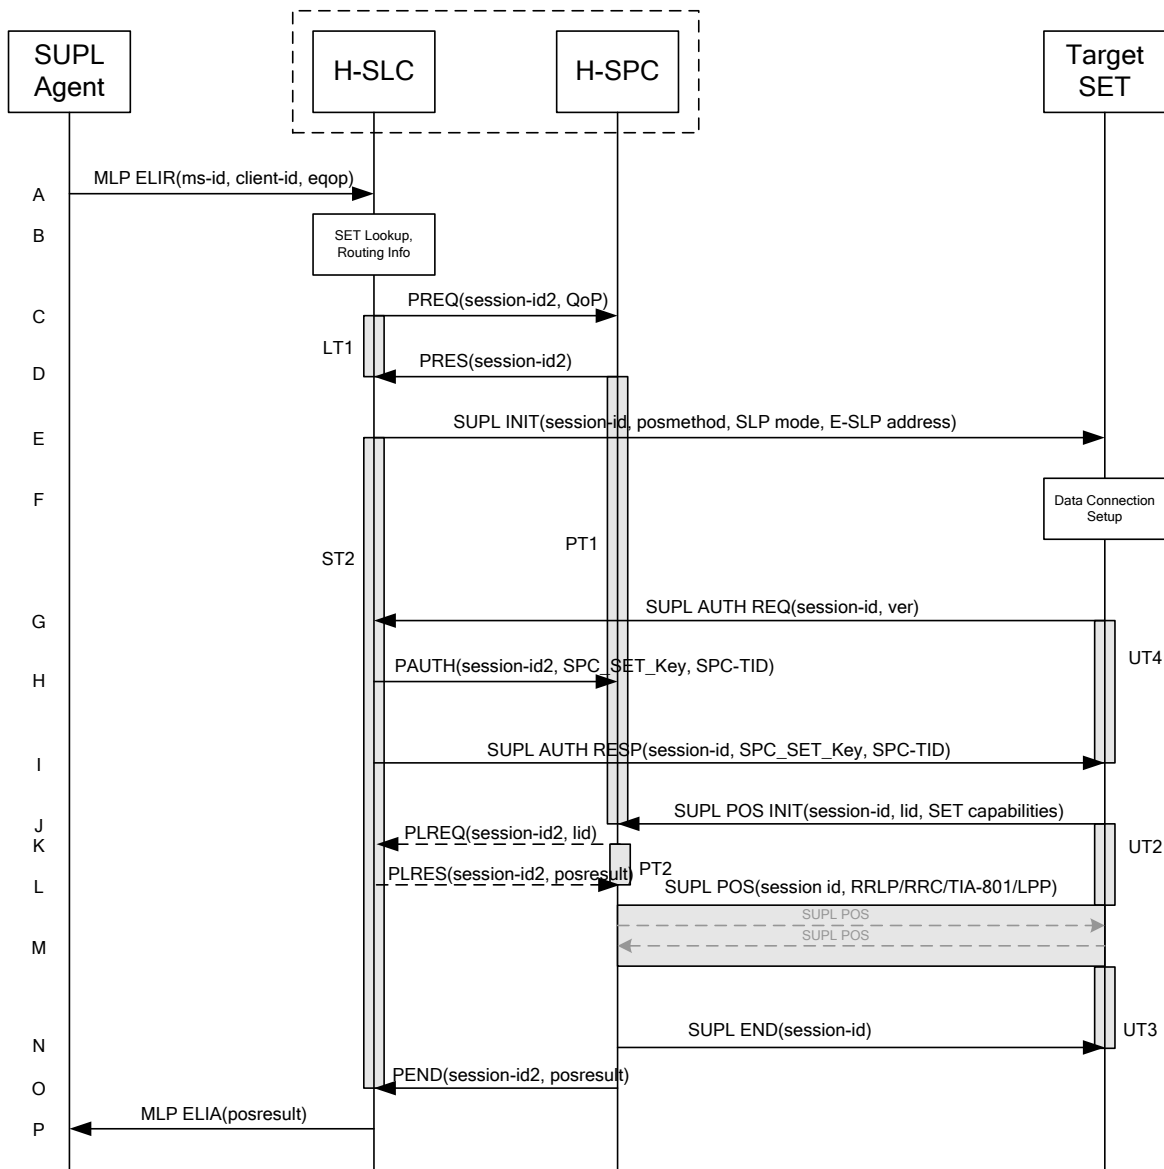 SUPL
Agent
H-SLC
H-SPC
Target
SET
A
MLP ELIR(ms-id, client-id, eqop)
B
SET Lookup,
Routing Info
C
PREQ(session-id2, QoP)
LT1
D
PRES(session-id2)
E
SUPL INIT(session-id, posmethod, SLP mode, E-SLP address)
F
Data Connection
Setup
ST2
PT1
G
SUPL AUTH REQ(session-id, ver)
UT4
H
PAUTH(session-id2, SPC_SET_Key, SPC-TID)
I
SUPL AUTH RESP(session-id, SPC_SET_Key, SPC-TID)
J
SUPL POS INIT(session-id, lid, SET capabilities)
K
PLREQ(session-id2, lid)
UT2
L
PLRES(session-id2, posresult)
PT2
SUPL POS(session id, RRLP/RRC/TIA-801/LPP)
SUPL POS
SUPL POS
M
N
SUPL END(session-id)
UT3
O
PEND(session-id2, posresult)
P
MLP ELIA(posresult)